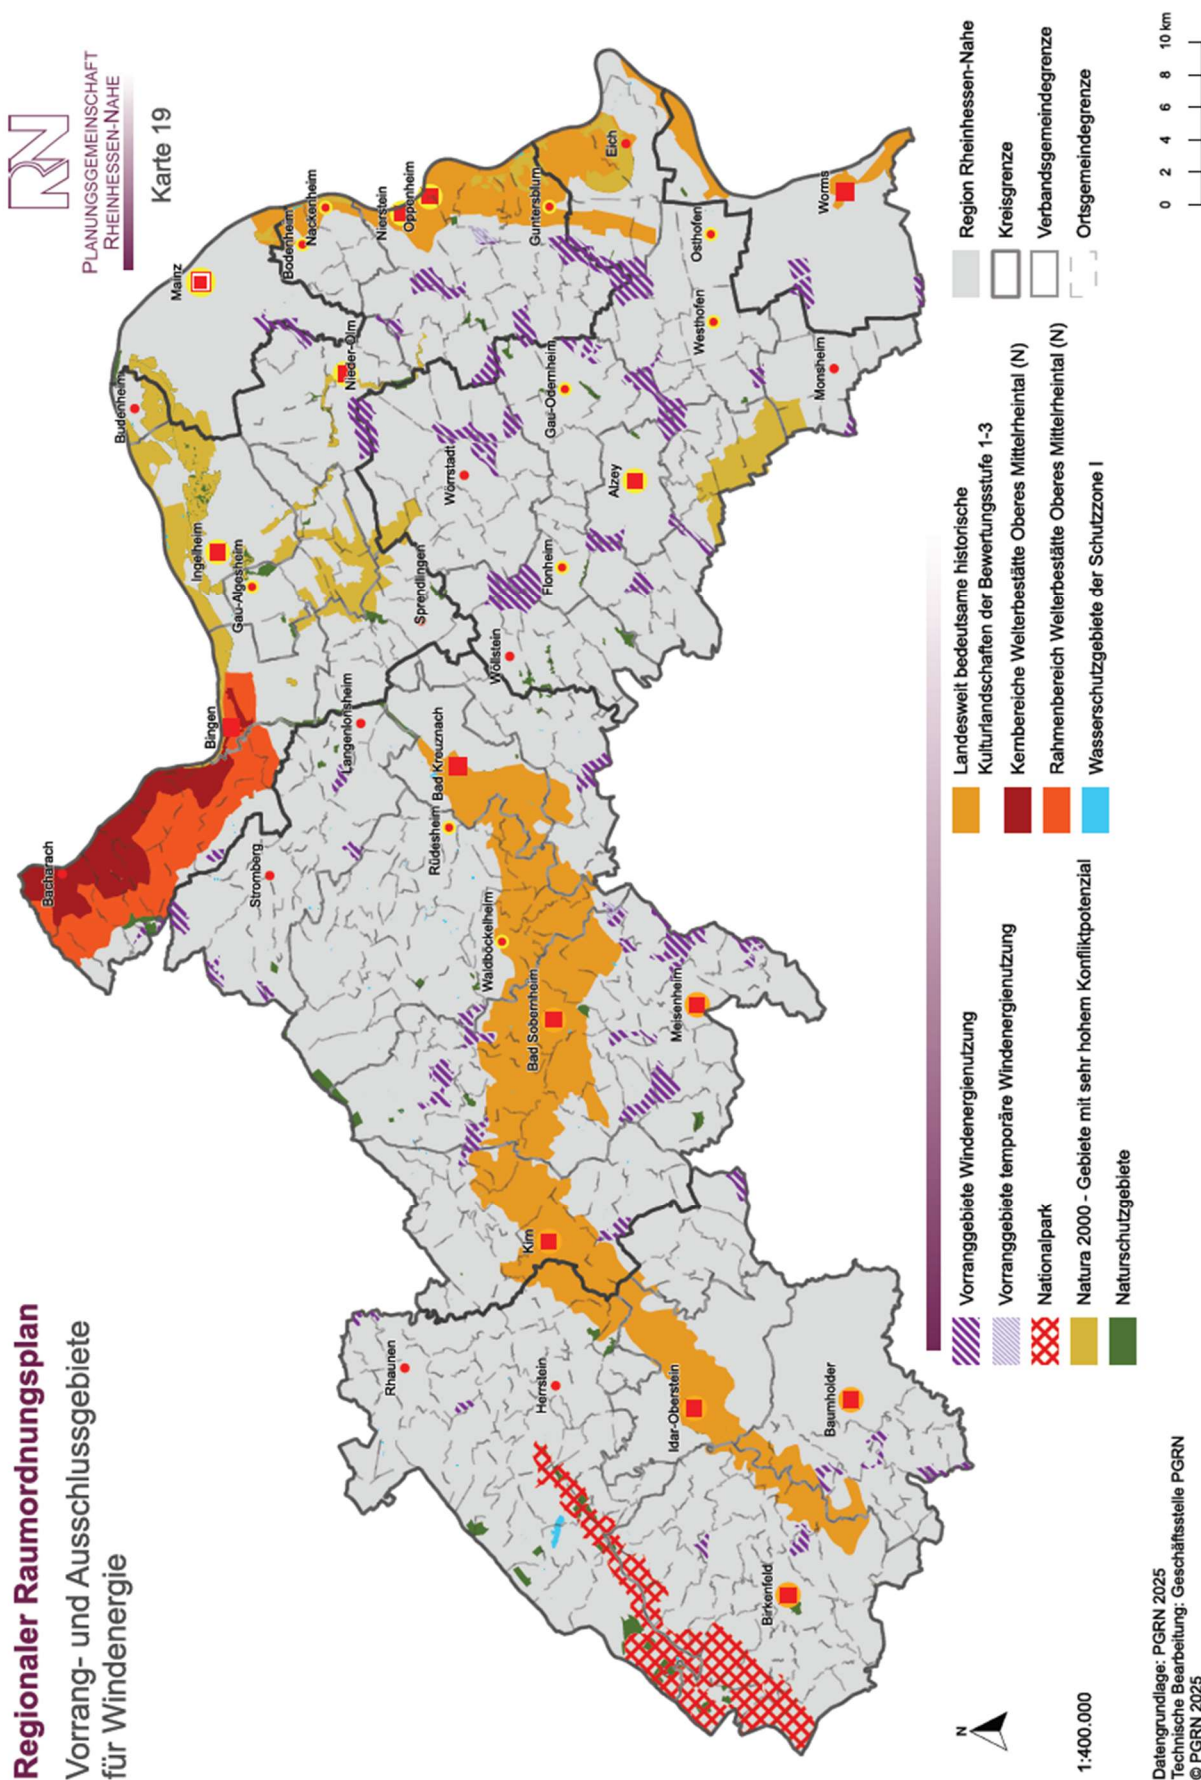 Regionaler Raumordnungsplan
Vorrang- und Ausschlussgebiete
für Windenergie
RN
PLANUNGSGEMEINSCHAFT
RHEINHESSEN-NAHE
Karte 19
Bacharach
Bingen
Stromberg
Langenlonsheim
Bad Kreuznach
Rüdesheim
Waldböckelheim
Bad Sobernheim
Meisenheim
Kirn
Rhaunen
Herrstein
Idar-Oberstein
Baumholder
Birkenfeld
Budenheim
Mainz
Ingelheim
Gau-Algesheim
Nieder-Olm
Bodenheim
Nackenheim
Nierstein
Oppenheim
Guntersblum
Eich
Sprendlingen
Wörrstadt
Wöllstein
Flonheim
Gau-Odernheim
Alzey
Osthofen
Westhofen
Worms
Monsheim
Vorranggebiete Windenergienutzung
Vorranggebiete temporäre Windenergienutzung
Nationalpark
Natura 2000 - Gebiete mit sehr hohem Konfliktpotenzial
Naturschutzgebiete
Landesweit bedeutsame historische
Kulturlandschaften der Bewertungsstufe 1-3
Kernbereiche Welterbestätte Oberes Mittelrheintal (N)
Rahmenbereich Welterbestätte Oberes Mittelrheintal (N)
Wasserschutzgebiete der Schutzzone I
Region Rheinhessen-Nahe
Kreisgrenze
Verbandsgemeindegrenze
Ortsgemeindegrenze
N
1:400.000
0 2 4 6 8 10 km
Datengrundlage: PGRN 2025
Technische Bearbeitung: Geschäftsstelle PGRN
© PGRN 2025